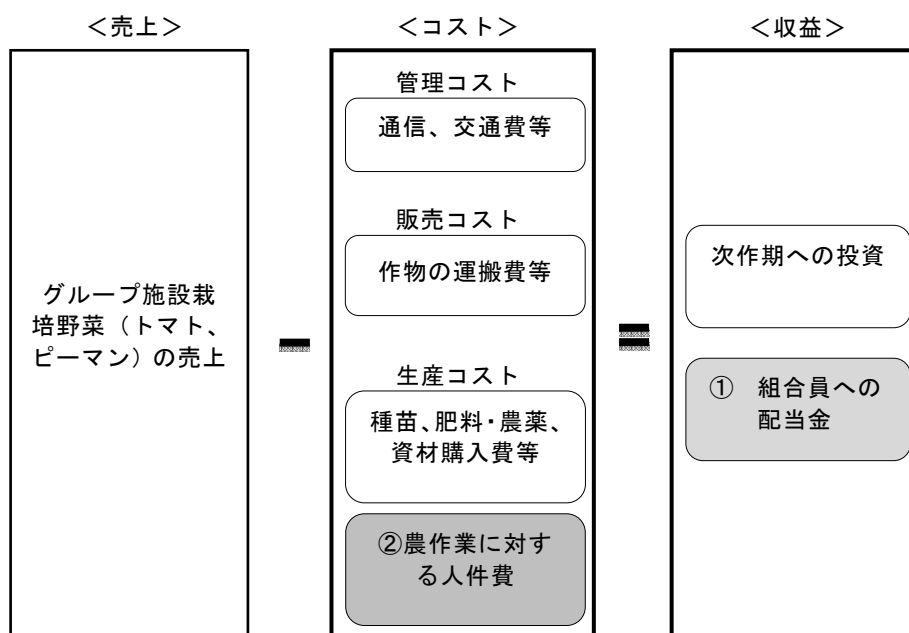 ＜売上＞
グループ施設栽
培野菜（トマト、
ピーマン）の売上
＜コスト＞
管理コスト
通信、交通費等
販売コスト
作物の運搬費等
生産コスト
種苗、肥料・農薬、
資材購入費等
②農作業に対す
る人件費
＜収益＞
次作期への投資
①　組合員への
配当金